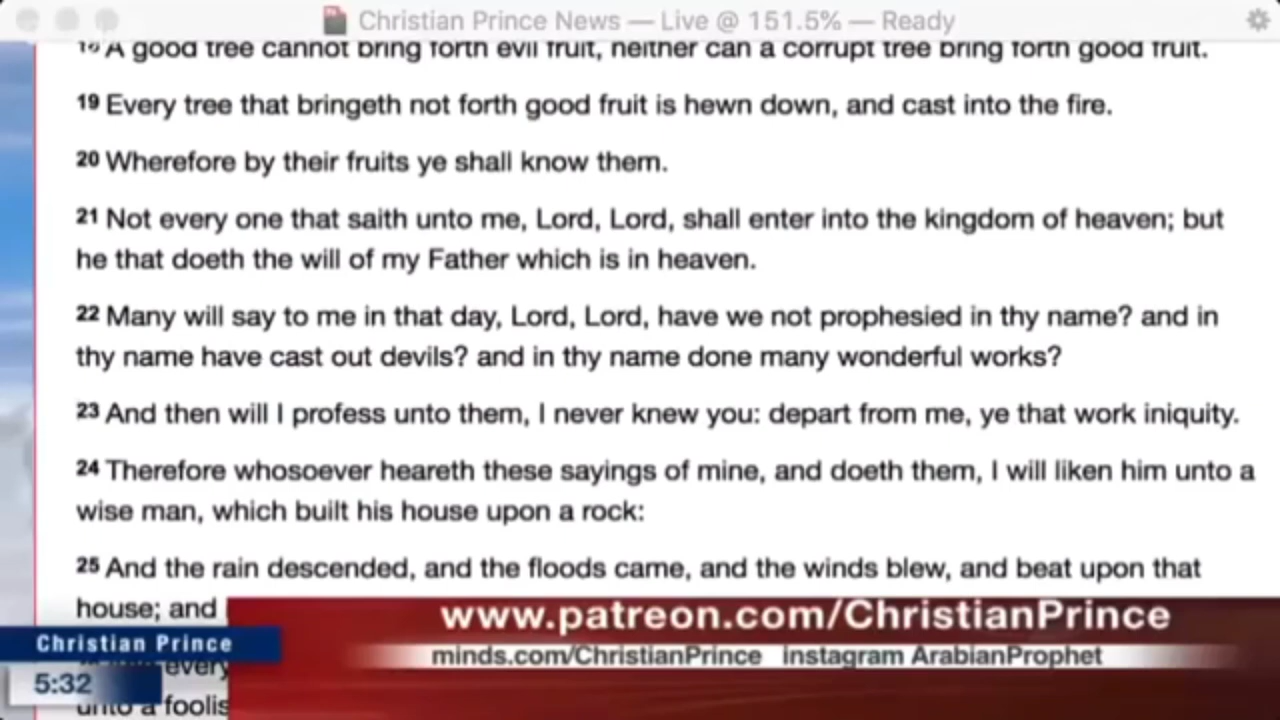 Christian Prince News — Live @ 151.5% — Ready
18 A good tree cannot bring forth evil fruit, neither can a corrupt tree bring forth good fruit.
19 Every tree that bringeth not forth good fruit is hewn down, and cast into the fire.
20 Wherefore by their fruits ye shall know them.
21 Not every one that saith unto me, Lord, Lord, shall enter into the kingdom of heaven; but
he that doeth the will of my Father which is in heaven.
22 Many will say to me in that day, Lord, Lord, have we not prophesied in thy name? and in
thy name have cast out devils? and in thy name done many wonderful works?
23 And then will I profess unto them, I never knew you: depart from me, ye that work iniquity.
24 Therefore whosoever heareth these sayings of mine, and doeth them, I will liken him unto a
wise man, which built his house upon a rock:
25 And the rain descended, and the floods came, and the winds blew, and beat upon that
house; and
www.patreon.com/ChristianPrince
Christian Prince
minds.com/ChristianPrince instagram ArabianProphet
every
5:32
unto a foolis